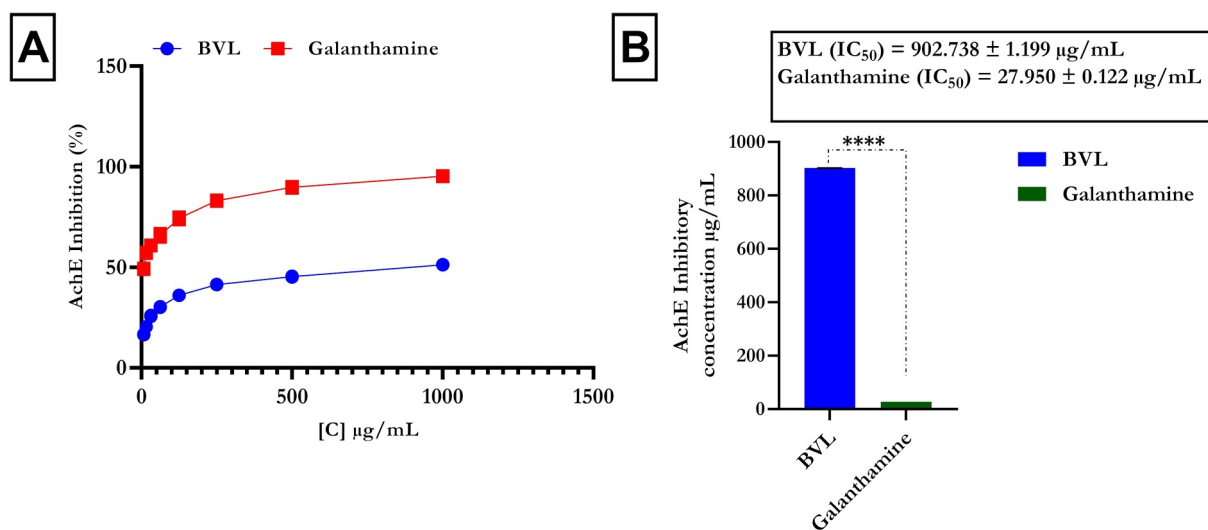 A
BVL
Galanthamine
150
100
50
0
AchE Inhibition (%)
0
500
1000
1500
[C] µg/mL
B
BVL (IC₅₀) = 902.738 ± 1.199 µg/mL
Galanthamine (IC₅₀) = 27.950 ± 0.122 µg/mL
1000
800
600
400
200
0
AchE Inhibitory
concentration µg/mL
****
BVL
Galanthamine
BVL
Galanthamine